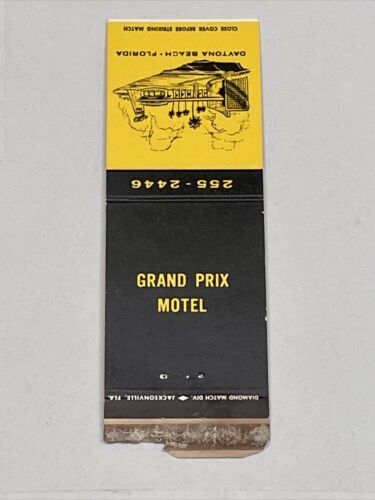 CLOSE COVER BEFORE STRIKING MATCH
DAYTONA BEACH • FLORIDA
255-2446
GRAND PRIX
MOTEL
DIAMOND MATCH DIV. JACKSONVILLE, FLA.